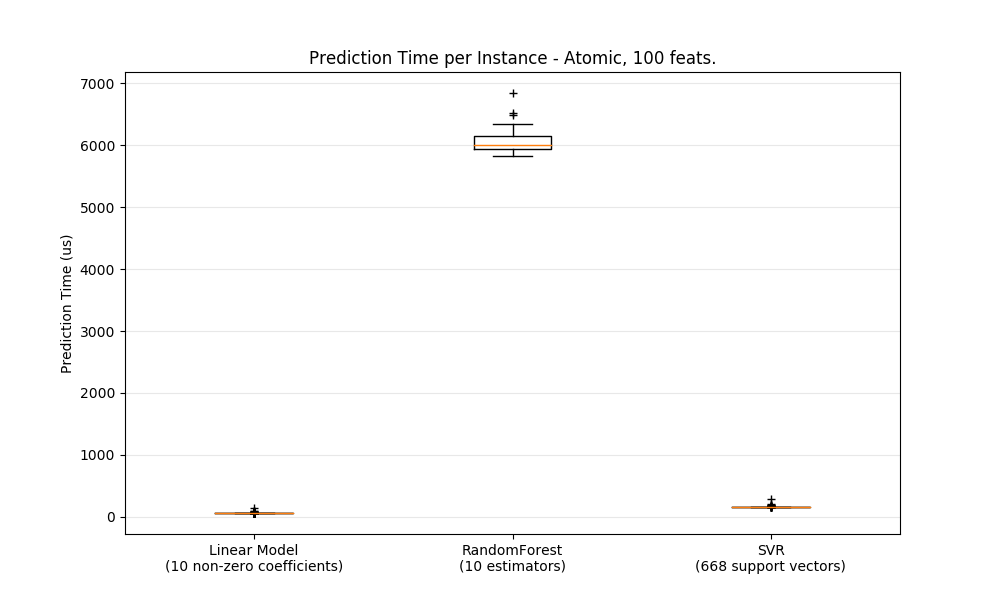 Prediction Time per Instance - Atomic, 100 feats.
Prediction Time (us)
7000
6000
5000
4000
3000
2000
1000
0
Linear Model
(10 non-zero coefficients)
RandomForest
(10 estimators)
SVR
(668 support vectors)